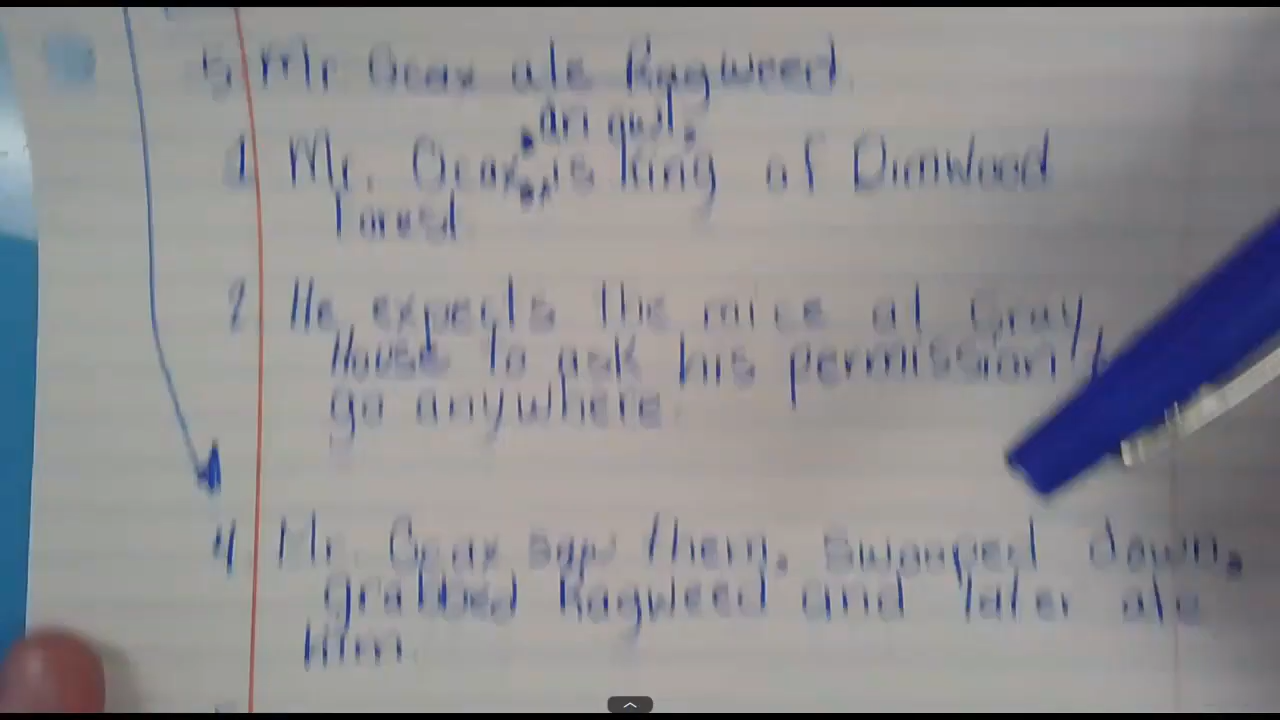 5. Mr Ocax ate Ragweed.
an owl,
1. Mr. Ocax, is king of Dimwood
Forest
2. He expects the mice at Gray
House to ask his permission
go anywhere.
4. Mr. Ocax saw them, swooped down,
grabbed Ragweed and later ate
him.